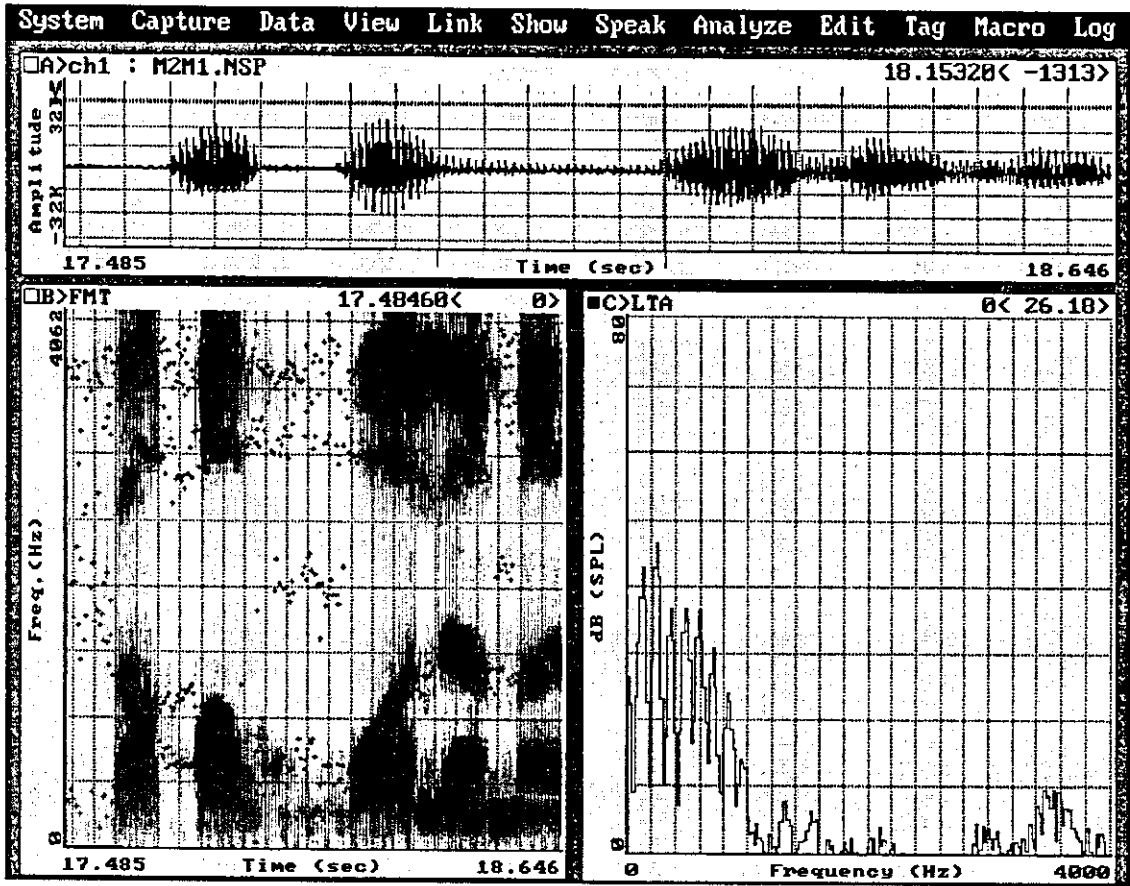 System Capture Data View Link Show Speak Analyze Edit Tag Macro Log
A>ch1 : M2M1.NSP 18.15320< -1313>
Amplitude
32K
-32K
17.485 Time (sec) 18.646
B>FMT 17.48460< 0>
4062
Freq.(Hz)
0
17.485 Time (sec) 18.646
C>LTA 0< 26.18>
80
dB (SPL)
0
0 Frequency (Hz) 4000